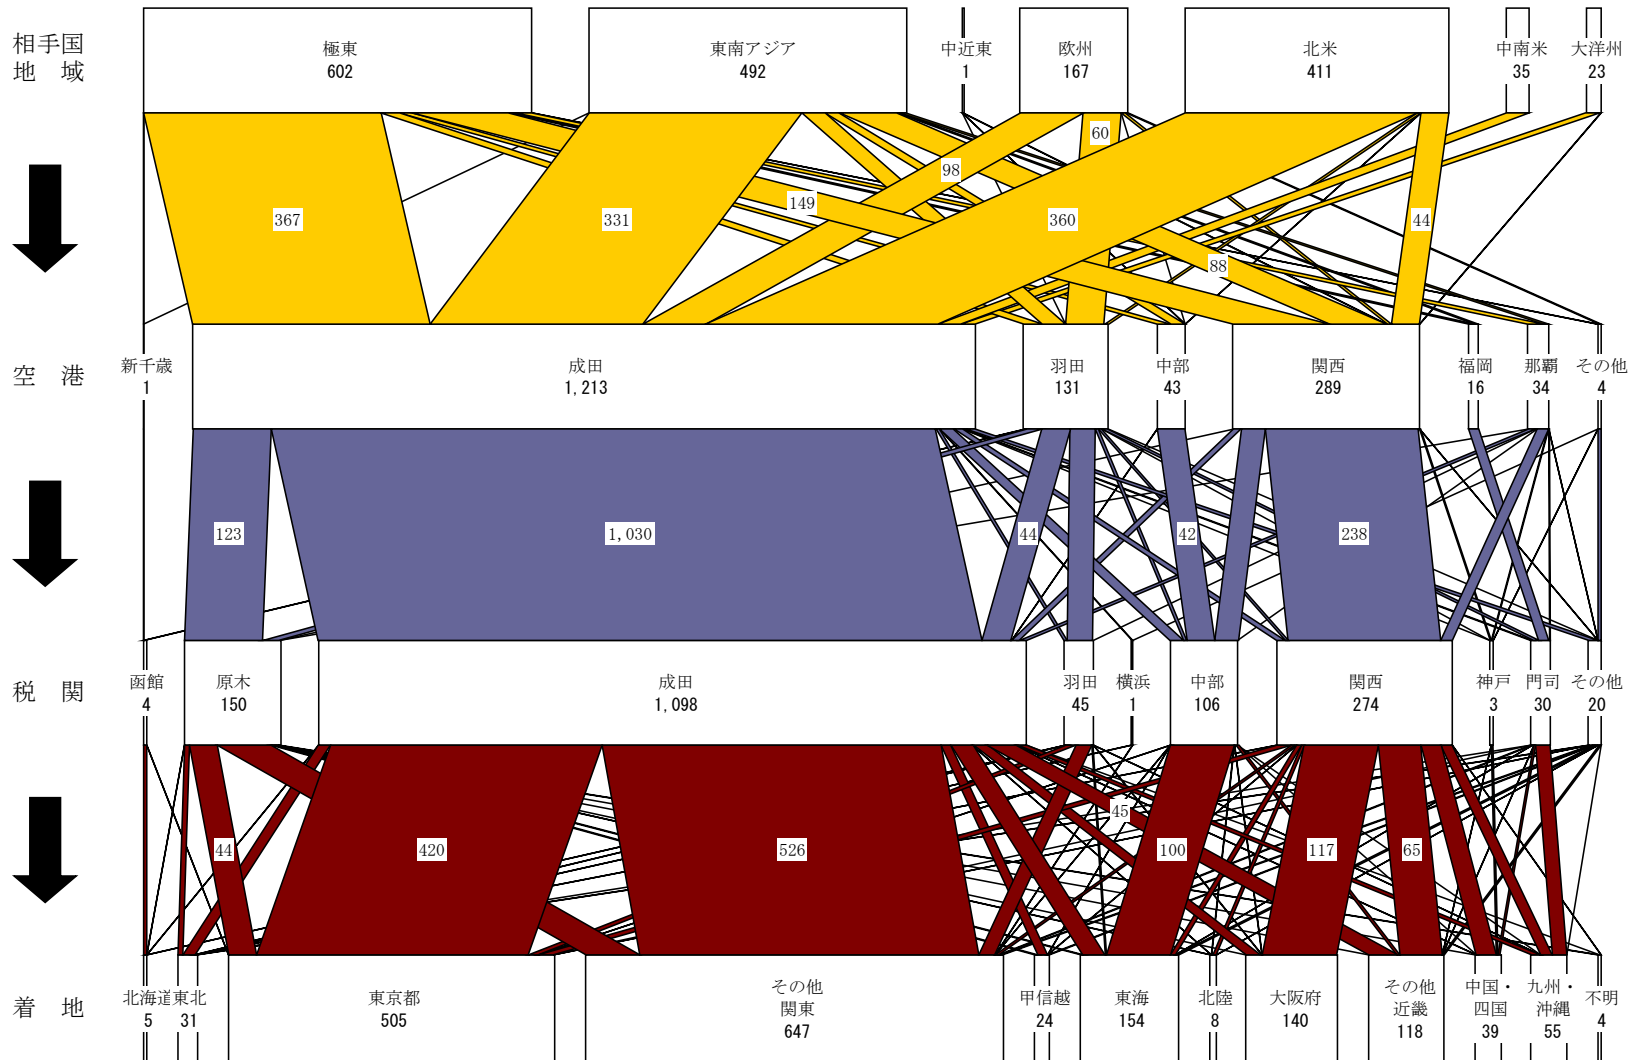 相手国
地　域
極東
602
東南アジア
492
中近東
1
欧州
167
北米
411
中南米
35
大洋州
23
60
98
149
367
331
360
44
88
空　港
新千歳
1
成田
1,213
羽田
131
中部
43
関西
289
福岡
16
那覇
34
その他
4
123
1,030
44
42
238
税　関
函館
4
原木
150
成田
1,098
羽田
45
横浜
1
中部
106
関西
274
神戸
3
門司
30
その他
20
45
44
420
526
100
117
65
着　地
北海道
5
東北
31
東京都
505
その他
関東
647
甲信越
24
東海
154
北陸
8
大阪府
140
その他
近畿
118
中国・
四国
39
九州・
沖縄
55
不明
4